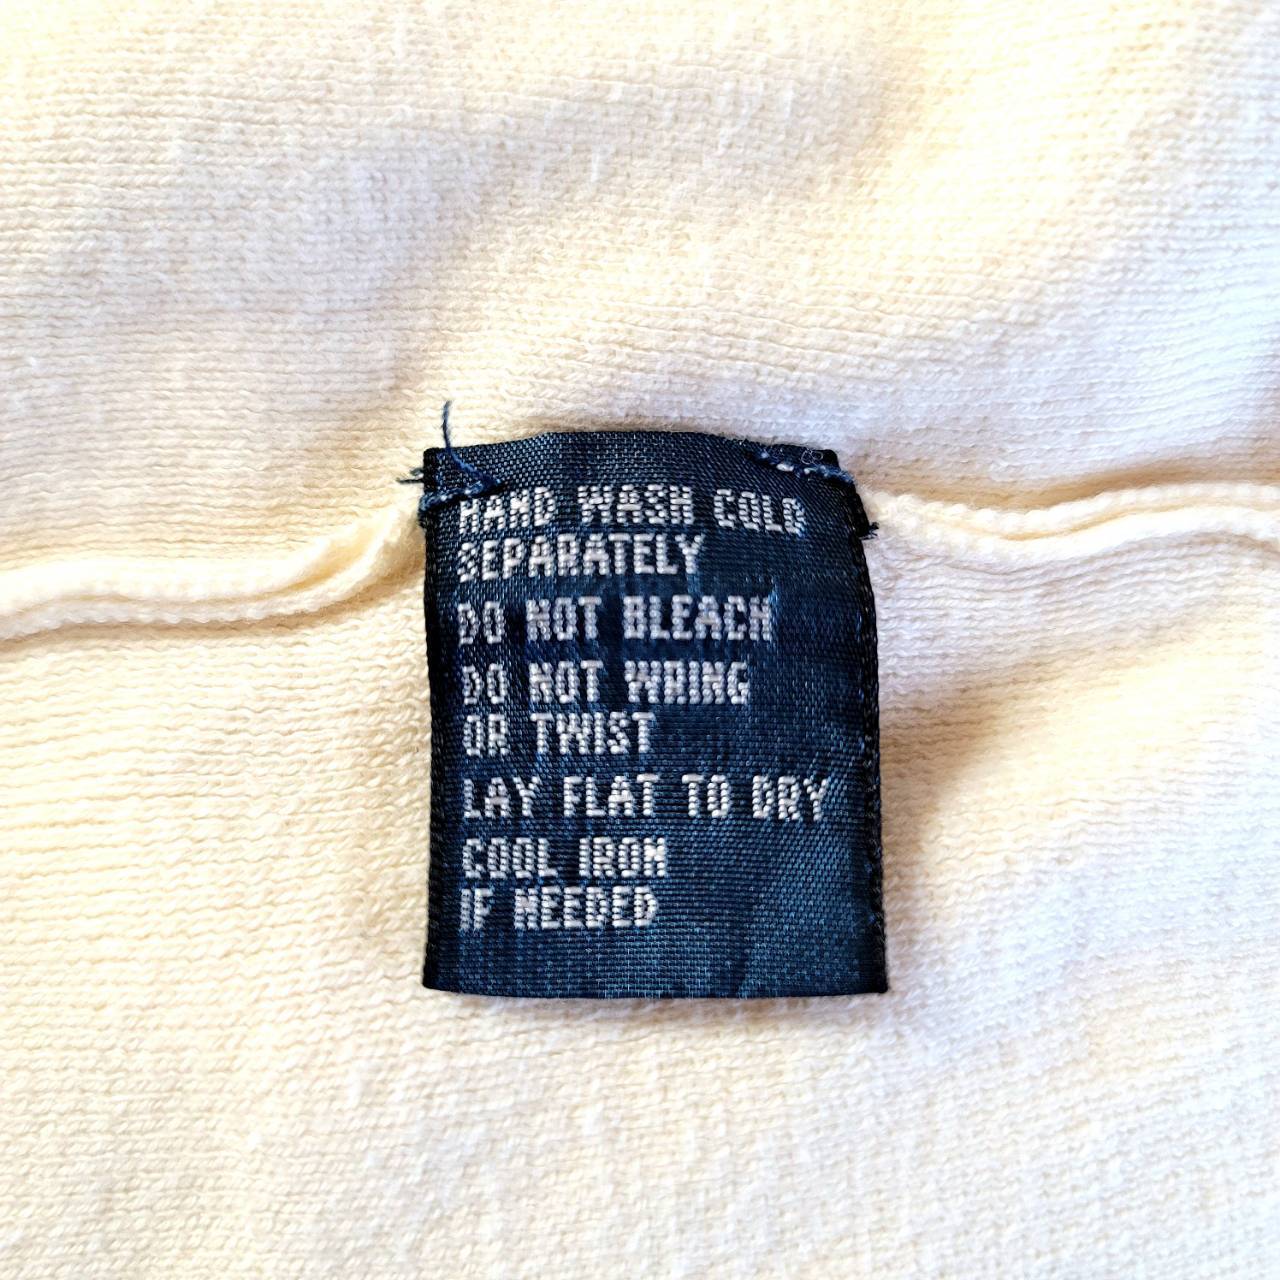 HAND WASH COLD
SEPARATELY
DO NOT BLEACH
DO NOT WRING
OR TWIST
LAY FLAT TO DRY
COOL IRON
IF NEEDED